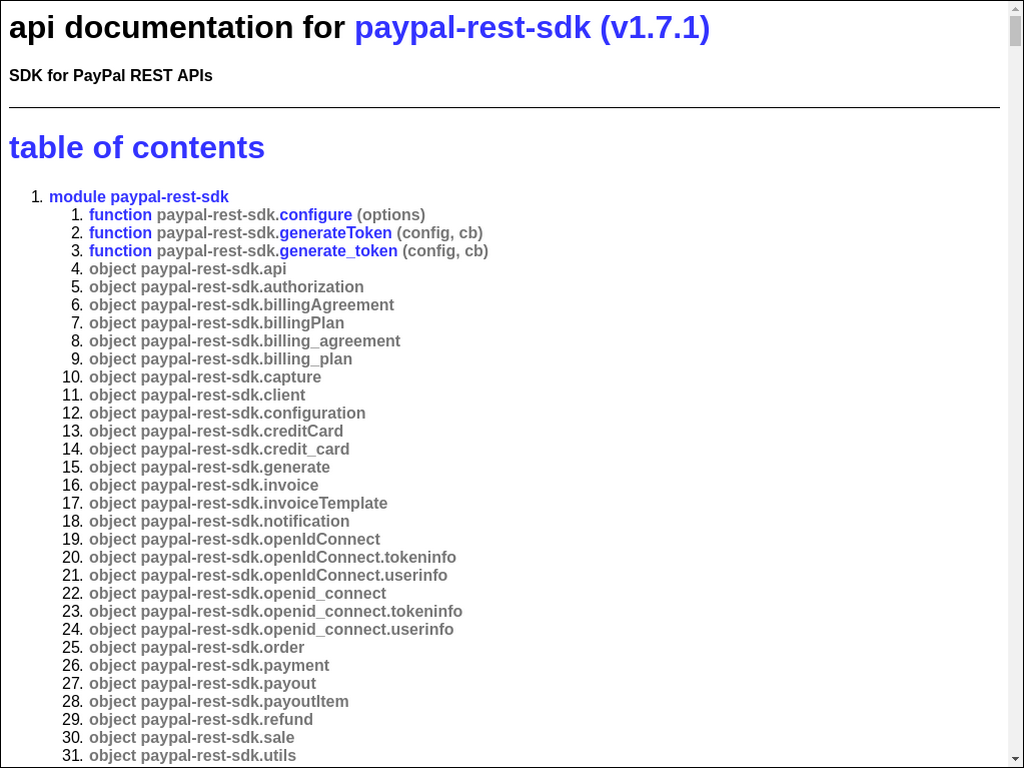 api documentation for paypal-rest-sdk (v1.7.1)
SDK for PayPal REST APIs
table of contents
1. module paypal-rest-sdk
1. function paypal-rest-sdk.configure (options)
2. function paypal-rest-sdk.generateToken (config, cb)
3. function paypal-rest-sdk.generate_token (config, cb)
4. object paypal-rest-sdk.api
5. object paypal-rest-sdk.authorization
6. object paypal-rest-sdk.billingAgreement
7. object paypal-rest-sdk.billingPlan
8. object paypal-rest-sdk.billing_agreement
9. object paypal-rest-sdk.billing_plan
10. object paypal-rest-sdk.capture
11. object paypal-rest-sdk.client
12. object paypal-rest-sdk.configuration
13. object paypal-rest-sdk.creditCard
14. object paypal-rest-sdk.credit_card
15. object paypal-rest-sdk.generate
16. object paypal-rest-sdk.invoice
17. object paypal-rest-sdk.invoiceTemplate
18. object paypal-rest-sdk.notification
19. object paypal-rest-sdk.openIdConnect
20. object paypal-rest-sdk.openIdConnect.tokeninfo
21. object paypal-rest-sdk.openIdConnect.userinfo
22. object paypal-rest-sdk.openid_connect
23. object paypal-rest-sdk.openid_connect.tokeninfo
24. object paypal-rest-sdk.openid_connect.userinfo
25. object paypal-rest-sdk.order
26. object paypal-rest-sdk.payment
27. object paypal-rest-sdk.payout
28. object paypal-rest-sdk.payoutItem
29. object paypal-rest-sdk.refund
30. object paypal-rest-sdk.sale
31. object paypal-rest-sdk.utils